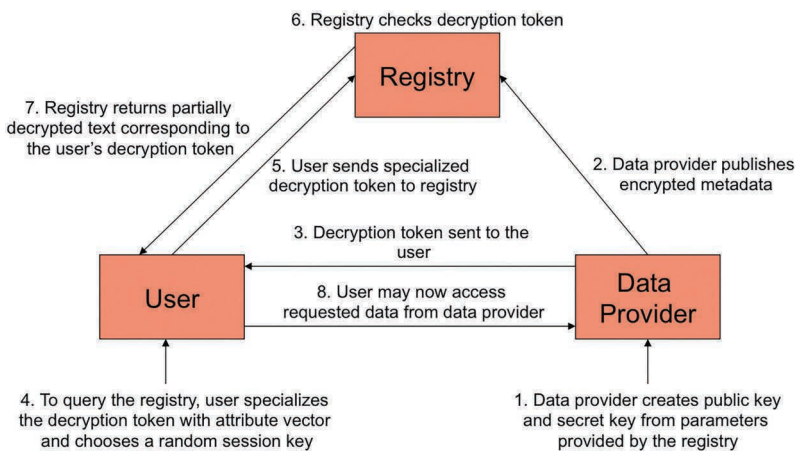 6. Registry checks decryption token
Registry
7. Registry returns partially
decrypted text corresponding to
the user's decryption token
5. User sends specialized
decryption token to registry
2. Data provider publishes
encrypted metadata
3. Decryption token sent to the
user
User
8. User may now access
requested data from data provider
Data
Provider
4. To query the registry, user specializes
the decryption token with attribute vector
and chooses a random session key
1. Data provider creates public key
and secret key from parameters
provided by the registry